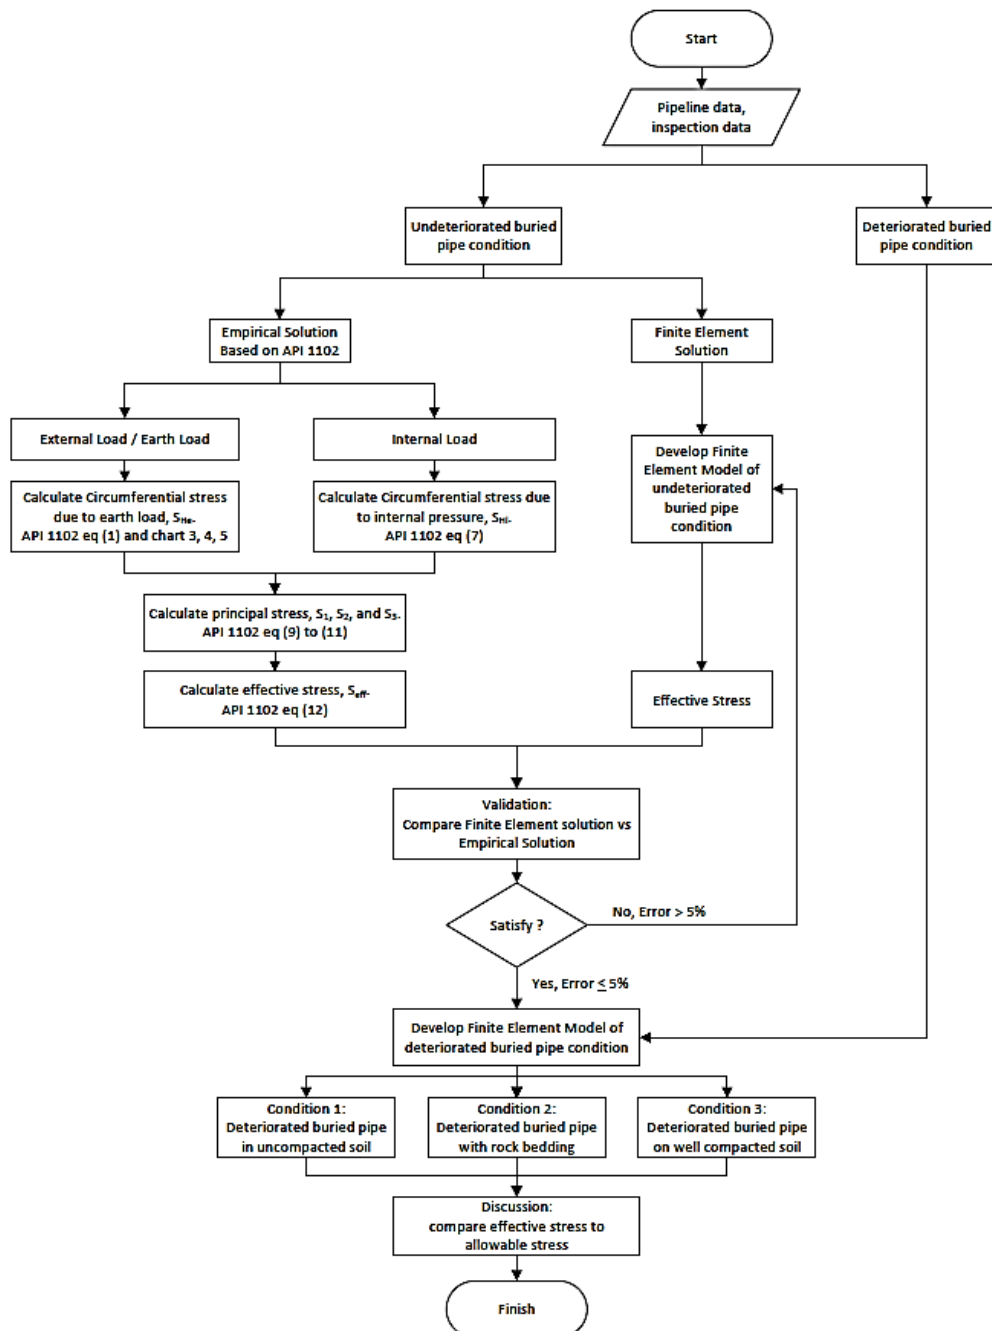 Start
Pipeline data,
inspection data
Undeteriorated buried
pipe condition
Deteriorated buried
pipe condition
Empirical Solution
Based on API 1102
Finite Element
Solution
External Load / Earth Load
Internal Load
Develop Finite
Element Model of
undeteriorated
buried pipe
condition
Calculate Circumferential stress
due to earth load, S_He.
API 1102 eq (1) and chart 3, 4, 5
Calculate Circumferential stress due
to internal pressure, S_Hi.
API 1102 eq (7)
Calculate principal stress, S₁, S₂, and S₃.
API 1102 eq (9) to (11)
Calculate effective stress, S_eff.
API 1102 eq (12)
Effective Stress
Validation:
Compare Finite Element solution vs
Empirical Solution
Satisfy ?
No, Error > 5%
Yes, Error ≤ 5%
Develop Finite Element Model of
deteriorated buried pipe condition
Condition 1:
Deteriorated buried pipe
in uncompacted soil
Condition 2:
Deteriorated buried pipe
with rock bedding
Condition 3:
Deteriorated buried pipe
on well compacted soil
Discussion:
compare effective stress to
allowable stress
Finish